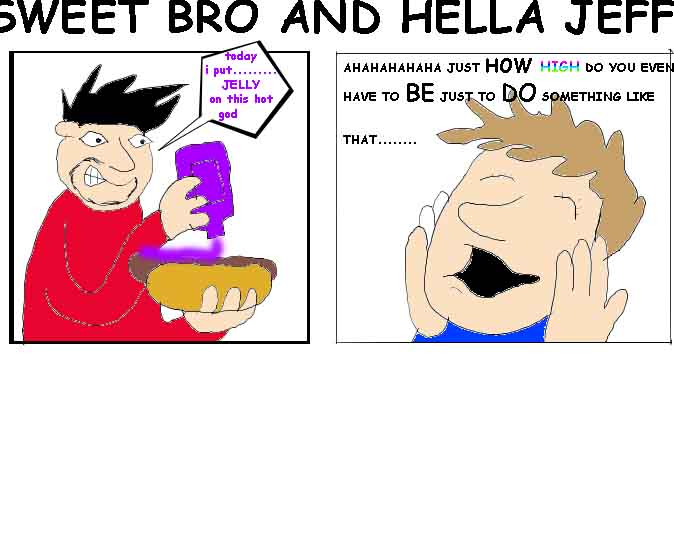 SWEET BRO AND HELLA JEFF
today
i put.........
JELLY
on this hot
god
AHAHAHAHAHA JUST HOW HIGH DO YOU EVEN
HAVE TO BE JUST TO DO SOMETHING LIKE
THAT........